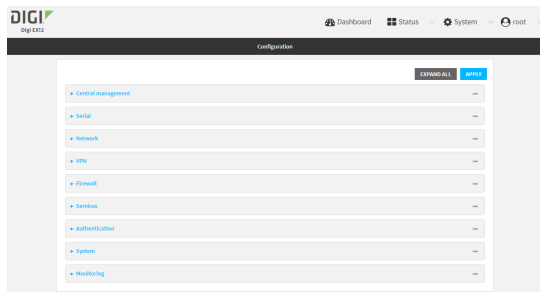 DIGI
Digi EX12
Dashboard
Status
System
root
Configuration
EXPAND ALL
APPLY
Central management
Serial
Network
VPN
Firewall
Services
Authentication
System
Monitoring